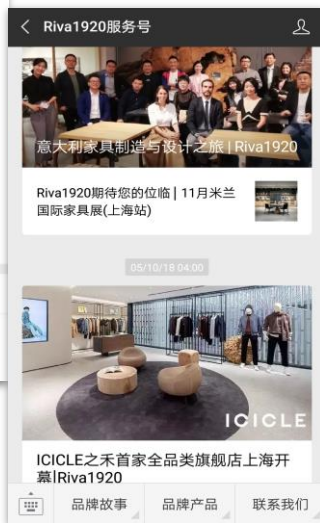 Riva1920服务号
意大利家具制造与设计之旅 | Riva1920
Riva1920期待您的位临 | 11月米兰
国际家具展(上海站)
05/10/18 04:00
ICICLE
ICICLE之禾首家全品类旗舰店上海开
幕|Riva1920
品牌故事
品牌产品
联系我们